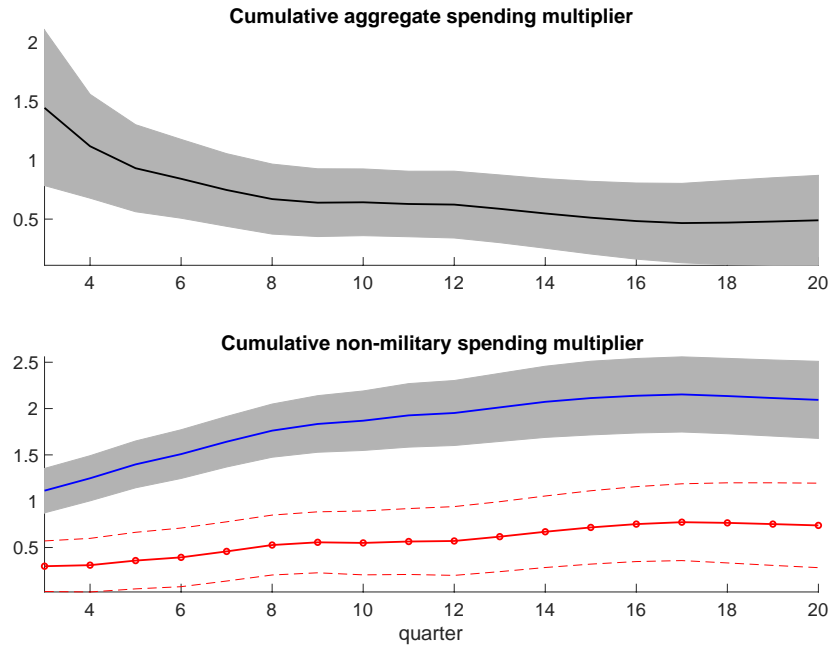 Cumulative aggregate spending multiplier
2
1.5
1
0.5
4 6 8 10 12 14 16 18 20
Cumulative non-military spending multiplier
2.5
2
1.5
1
0.5
4 6 8 10 12 14 16 18 20
quarter